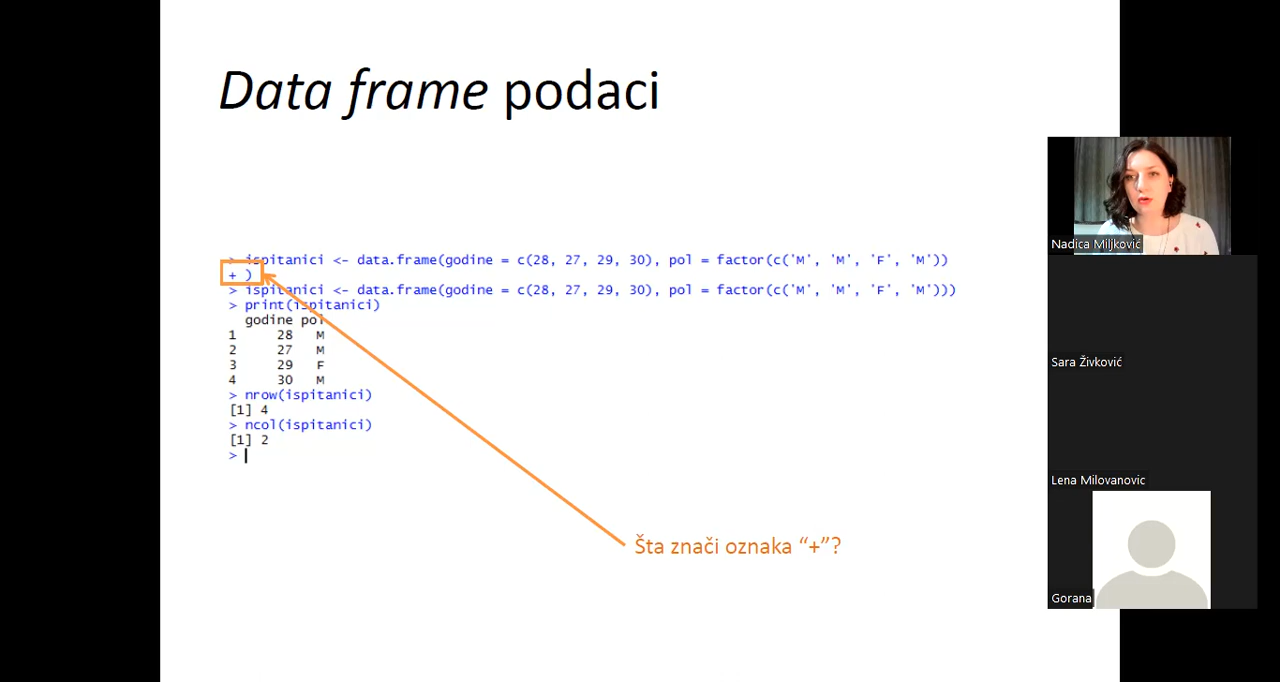 Data frame podaci
> ispitanici <- data.frame(godine = c(28, 27, 29, 30), pol = factor(c('M', 'M', 'F', 'M'))
+ )
> ispitanici <- data.frame(godine = c(28, 27, 29, 30), pol = factor(c('M', 'M', 'F', 'M')))
> print(ispitanici)
godine pol
1 28 M
2 27 M
3 29 F
4 30 M
> nrow(ispitanici)
[1] 4
> ncol(ispitanici)
[1] 2
>
Šta znači oznaka “+”?
Nadica Miljković
Sara Živković
Lena Milovanovic
Gorana